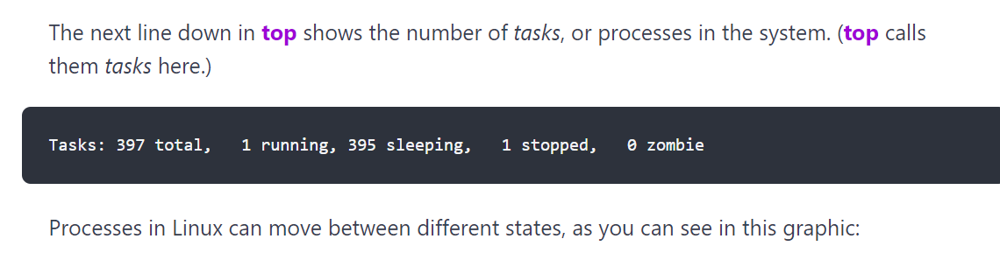 The next line down in top shows the number of tasks, or processes in the system. (top calls
them tasks here.)
Tasks: 397 total,   1 running, 395 sleeping,   1 stopped,   0 zombie
Processes in Linux can move between different states, as you can see in this graphic: